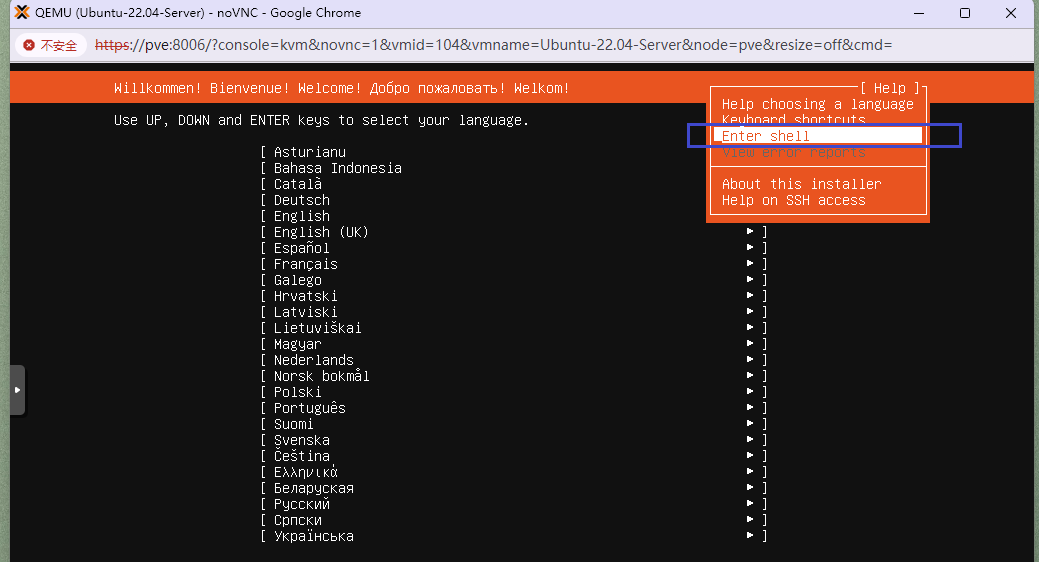 QEMU (Ubuntu-22.04-Server) - noVNC - Google Chrome
不安全 https://pve:8006/?console=kvm&novnc=1&vmid=104&vmname=Ubuntu-22.04-Server&node=pve&resize=off&cmd=
Willkommen! Bienvenue! Welcome! Добро пожаловать! Welkom!
[ Help ]
Help choosing a language
Keyboard shortcuts
Enter shell
View error reports
About this installer
Help on SSH access
Use UP, DOWN and ENTER keys to select your language.
[ Asturianu
[ Bahasa Indonesia
[ Català
[ Deutsch
[ English
[ English (UK) ▸ ]
[ Español ▸ ]
[ Français ▸ ]
[ Galego ▸ ]
[ Hrvatski ▸ ]
[ Latviski ▸ ]
[ Lietuviškai ▸ ]
[ Magyar ▸ ]
[ Nederlands ▸ ]
[ Norsk bokmål ▸ ]
[ Polski ▸ ]
[ Português ▸ ]
[ Suomi ▸ ]
[ Svenska ▸ ]
[ Čeština ▸ ]
[ Ελληνικά ▸ ]
[ Беларуская ▸ ]
[ Русский ▸ ]
[ Српски ▸ ]
[ Українська ▸ ]